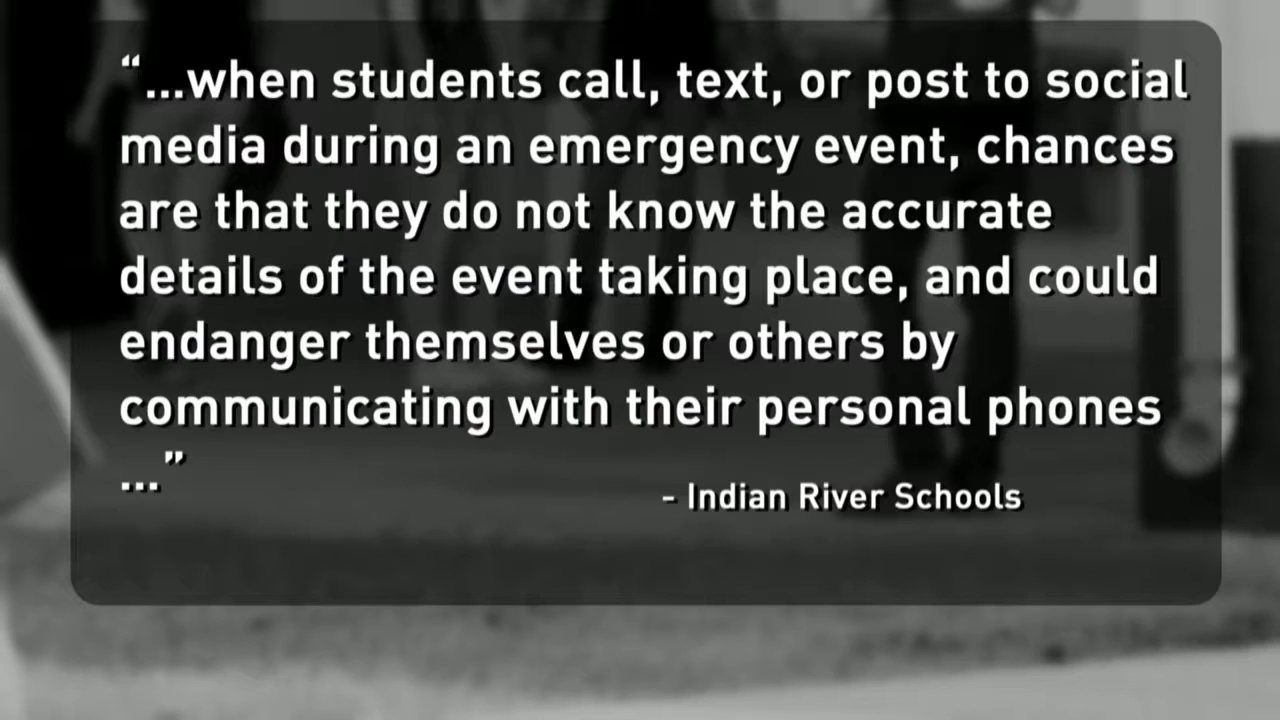 “...when students call, text, or post to social
media during an emergency event, chances
are that they do not know the accurate
details of the event taking place, and could
endanger themselves or others by
communicating with their personal phones
...”
- Indian River Schools